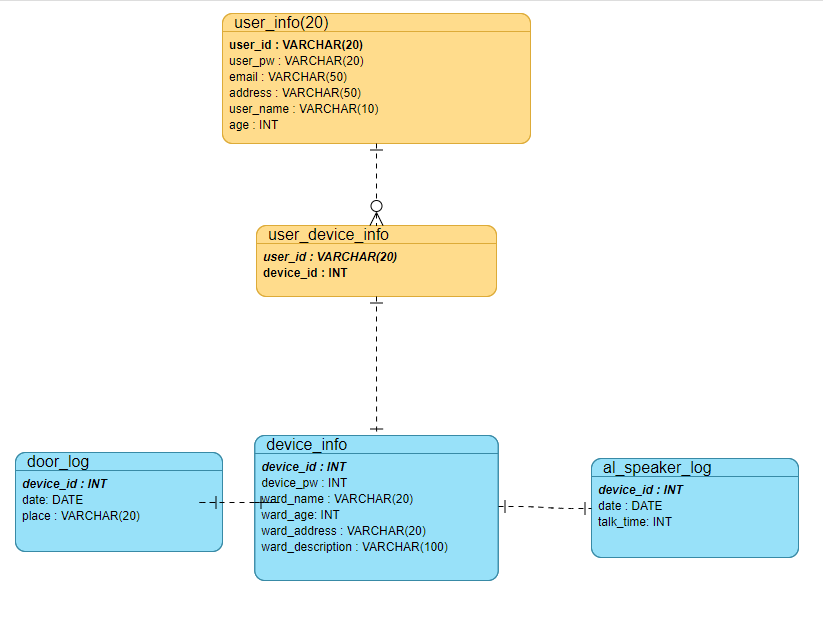 user_info(20)
user_id : VARCHAR(20)
user_pw : VARCHAR(20)
email : VARCHAR(50)
address : VARCHAR(50)
user_name : VARCHAR(10)
age : INT
user_device_info
user_id : VARCHAR(20)
device_id : INT
door_log
device_id : INT
date: DATE
place : VARCHAR(20)
device_info
device_id : INT
device_pw : INT
ward_name : VARCHAR(20)
ward_age: INT
ward_address : VARCHAR(20)
ward_description : VARCHAR(100)
al_speaker_log
device_id : INT
date : DATE
talk_time: INT